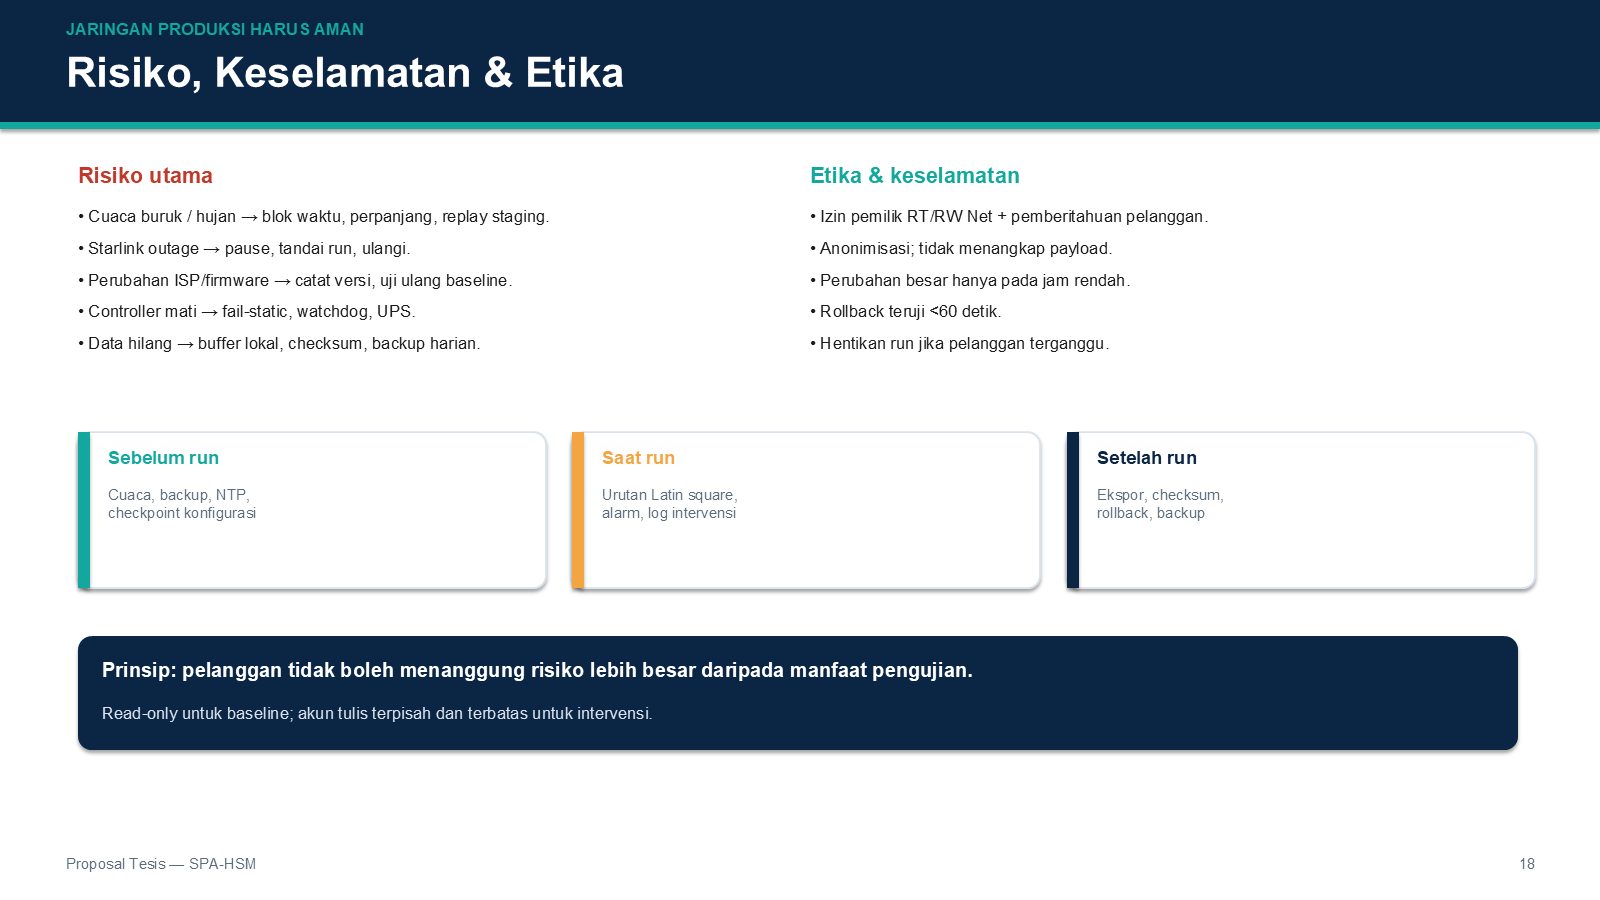 JARINGAN PRODUKSI HARUS AMAN
Risiko, Keselamatan & Etika
Risiko utama
• Cuaca buruk / hujan → blok waktu, perpanjang, replay staging.
• Starlink outage → pause, tandai run, ulangi.
• Perubahan ISP/firmware → catat versi, uji ulang baseline.
• Controller mati → fail-static, watchdog, UPS.
• Data hilang → buffer lokal, checksum, backup harian.
Etika & keselamatan
• Izin pemilik RT/RW Net + pemberitahuan pelanggan.
• Anonimisasi; tidak menangkap payload.
• Perubahan besar hanya pada jam rendah.
• Rollback teruji <60 detik.
• Hentikan run jika pelanggan terganggu.
Sebelum run
Cuaca, backup, NTP,
checkpoint konfigurasi
Saat run
Urutan Latin square,
alarm, log intervensi
Setelah run
Ekspor, checksum,
rollback, backup
Prinsip: pelanggan tidak boleh menanggung risiko lebih besar daripada manfaat pengujian.
Read-only untuk baseline; akun tulis terpisah dan terbatas untuk intervensi.
Proposal Tesis — SPA-HSM
18